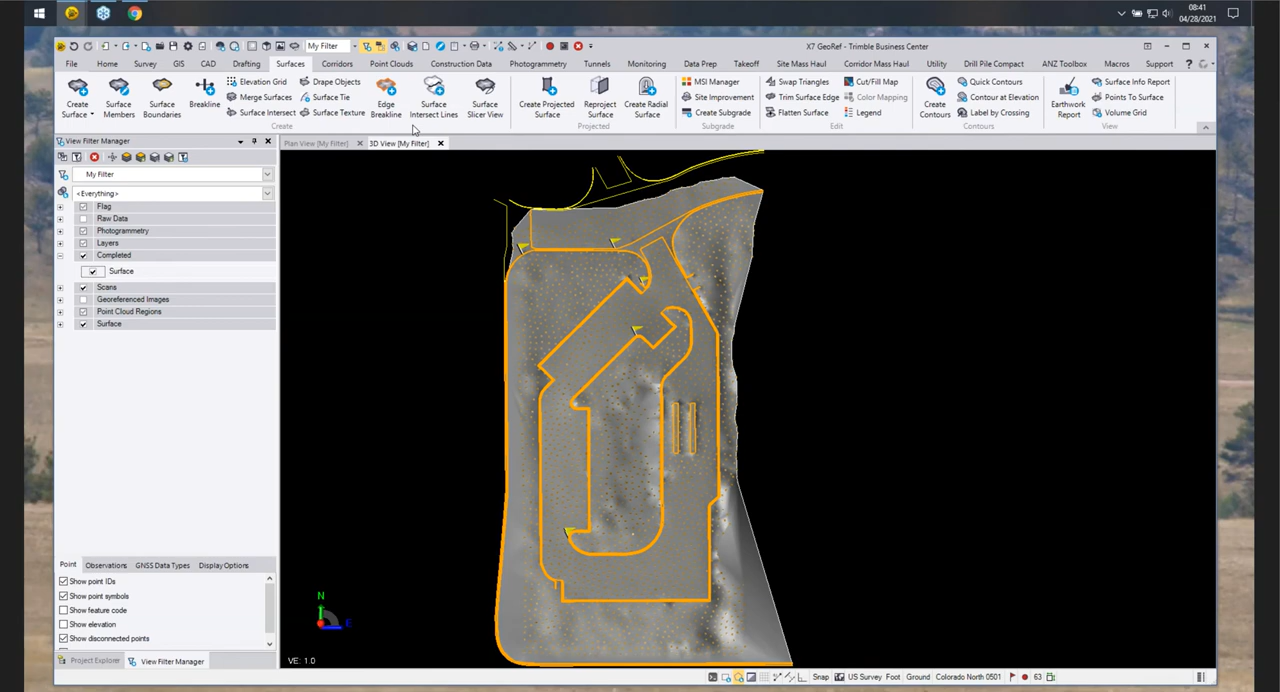 08:41
04/28/2021
My Filter
X7 GeoRef - Trimble Business Center
File Home Survey GIS CAD Drafting Surfaces Corridors Point Clouds Construction Data Photogrammetry Tunnels Monitoring Data Prep Takeoff Site Mass Haul Corridor Mass Haul Utility Drill Pile Compact ANZ Toolbox Macros Support
Create Surface
Surface Members
Surface Boundaries
Breakline
Elevation Grid
Merge Surfaces
Surface Intersect
Drape Objects
Surface Tie
Surface Texture
Edge Breakline
Surface Intersect Lines
Surface Slicer View
Create Projected Surface
Reproject Surface
Create Radial Surface
MSI Manager
Site Improvement
Create Subgrade
Swap Triangles
Trim Surface Edge
Flatten Surface
Cut/Fill Map
Color Mapping
Legend
Create Contours
Quick Contours
Contour at Elevation
Label by Crossing
Earthwork Report
Surface Info Report
Points To Surface
Volume Grid
Create Projected Subgrade Edit Contours View
View Filter Manager
Plan View [My Filter] 3D View [My Filter]
My Filter
<Everything>
Flag
Raw Data
Photogrammetry
Layers
Completed
Surface
Scans
Georeferenced Images
Point Cloud Regions
Surface
Point Observations GNSS Data Types Display Options
Show point IDs
Show point symbols
Show feature code
Show elevation
Show disconnected points
N
E
VE: 1.0
Project Explorer View Filter Manager
Snap US Survey Foot Ground Colorado North 0501 63